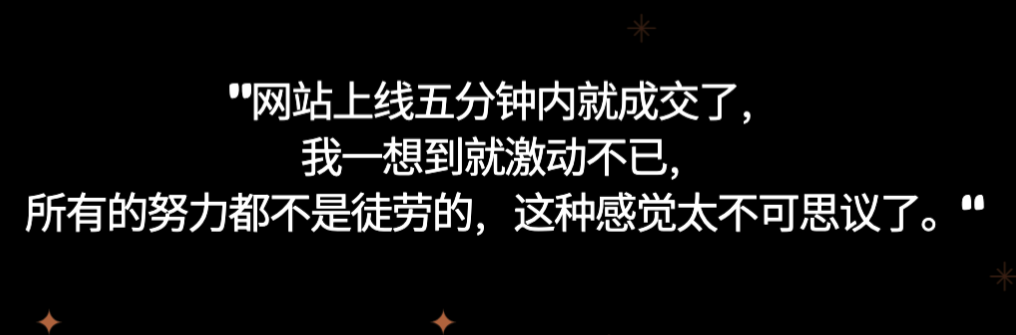 "网站上线五分钟内就成交了，
我一想到就激动不已，
所有的努力都不是徒劳的，这种感觉太不可思议了。"